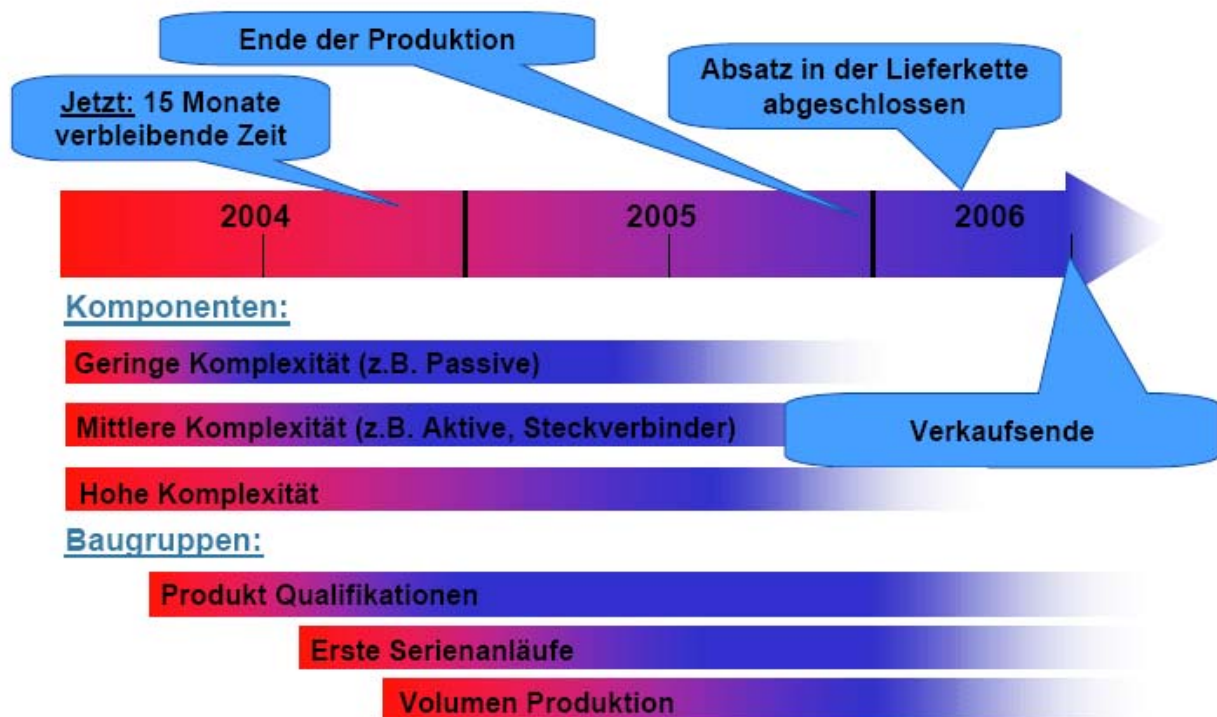 Ende der Produktion
Absatz in der Lieferkette
abgeschlossen
Jetzt: 15 Monate
verbleibende Zeit
2004
2005
2006
Komponenten:
Geringe Komplexität (z.B. Passive)
Mittlere Komplexität (z.B. Aktive, Steckverbinder)
Verkaufsende
Hohe Komplexität
Baugruppen:
Produkt Qualifikationen
Erste Serienanläufe
Volumen Produktion